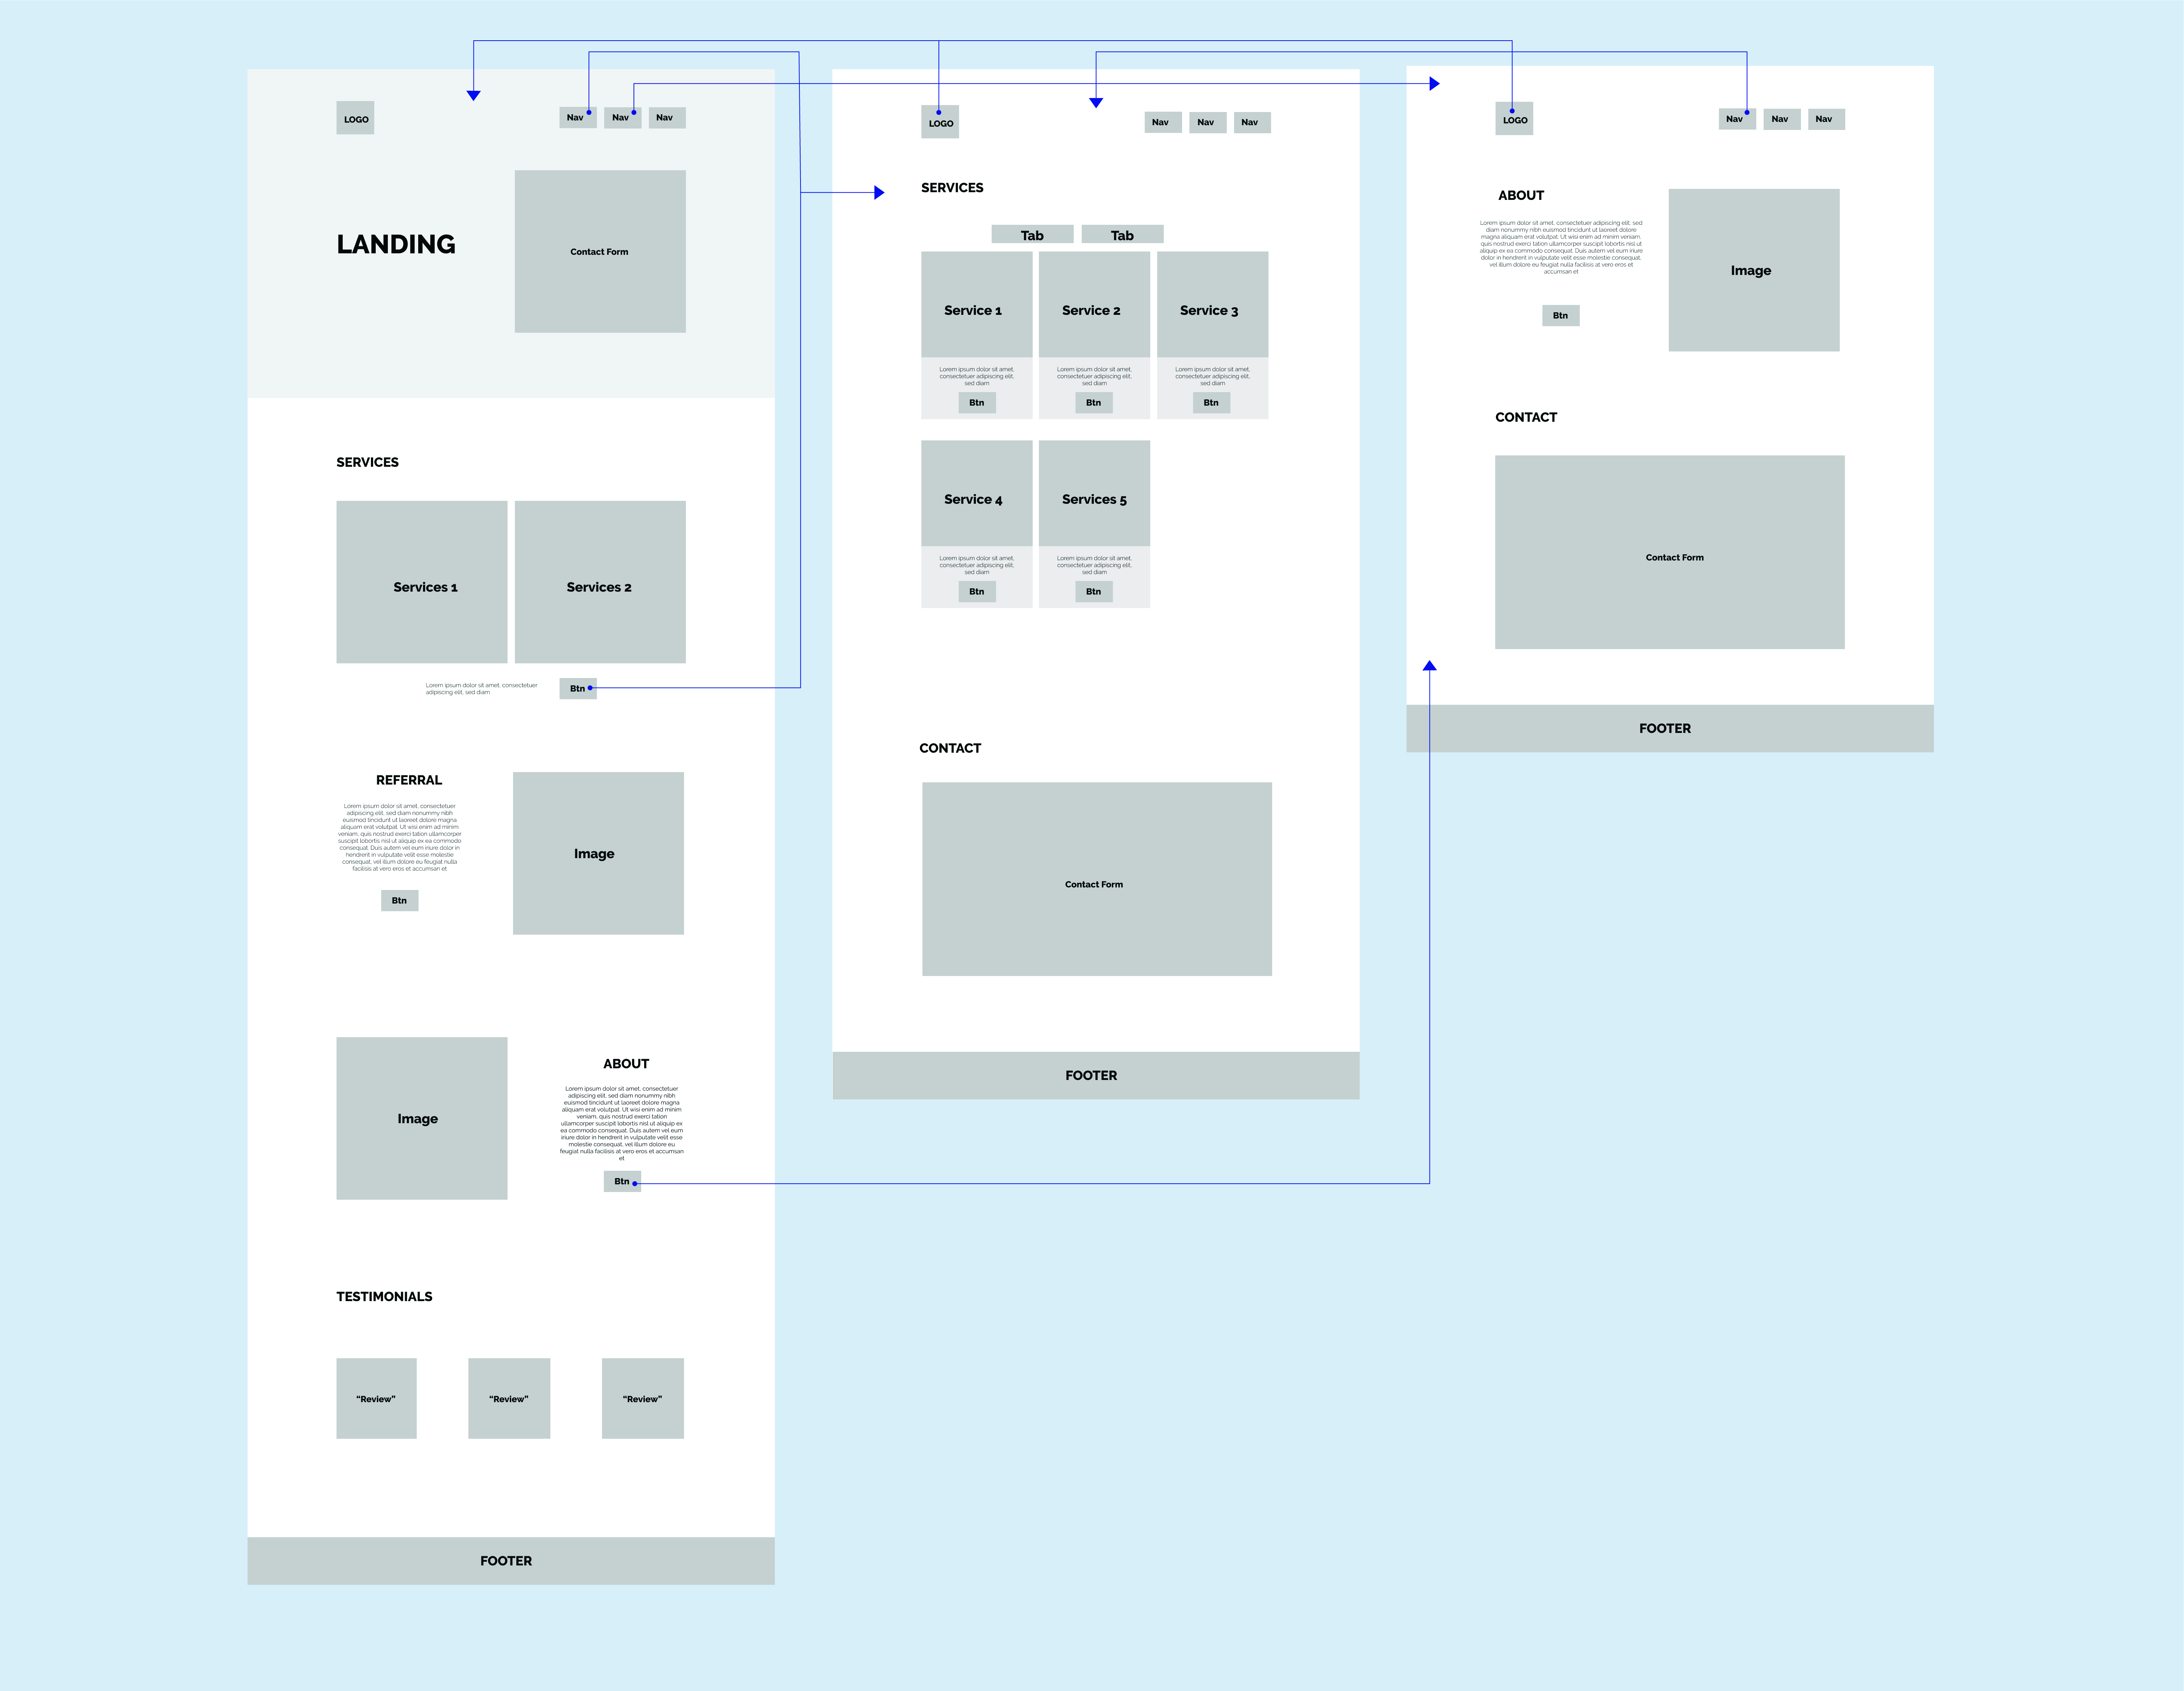 LOGO
Nav
Nav
Nav
LANDING
Contact Form
SERVICES
Services 1
Services 2
Lorem ipsum dolor sit amet, consectetuer
adipiscing elit, sed diam
Btn
REFERRAL
Lorem ipsum dolor sit amet, consectetuer
adipiscing elit, sed diam nonummy nibh
euismod tincidunt ut laoreet dolore magna
aliquam erat volutpat. Ut wisi enim ad minim
veniam, quis nostrud exerci tation ullamcorper
suscipit lobortis nisl ut aliquip ex ea commodo
consequat. Duis autem vel eum iriure dolor in
hendrerit in vulputate velit esse molestie
consequat, vel illum dolore eu feugiat nulla
facilisis at vero eros et accumsan et
Btn
Image
Image
ABOUT
Lorem ipsum dolor sit amet, consectetuer
adipiscing elit, sed diam nonummy nibh
euismod tincidunt ut laoreet dolore magna
aliquam erat volutpat. Ut wisi enim ad minim
veniam, quis nostrud exerci tation
ullamcorper suscipit lobortis nisl ut aliquip ex
ea commodo consequat. Duis autem vel eum
iriure dolor in hendrerit in vulputate velit esse
molestie consequat, vel illum dolore eu
feugiat nulla facilisis at vero eros et accumsan
et
Btn
TESTIMONIALS
“Review”
“Review”
“Review”
FOOTER
LOGO
Nav
Nav
Nav
SERVICES
Tab
Tab
Service 1
Service 2
Service 3
Lorem ipsum dolor sit amet,
consectetuer adipiscing elit,
sed diam
Btn
Lorem ipsum dolor sit amet,
consectetuer adipiscing elit,
sed diam
Btn
Lorem ipsum dolor sit amet,
consectetuer adipiscing elit,
sed diam
Btn
Service 4
Services 5
Lorem ipsum dolor sit amet,
consectetuer adipiscing elit,
sed diam
Btn
Lorem ipsum dolor sit amet,
consectetuer adipiscing elit,
sed diam
Btn
CONTACT
Contact Form
FOOTER
LOGO
Nav
Nav
Nav
ABOUT
Lorem ipsum dolor sit amet, consectetuer adipiscing elit, sed
diam nonummy nibh euismod tincidunt ut laoreet dolore
magna aliquam erat volutpat. Ut wisi enim ad minim veniam,
quis nostrud exerci tation ullamcorper suscipit lobortis nisl ut
aliquip ex ea commodo consequat. Duis autem vel eum iriure
dolor in hendrerit in vulputate velit esse molestie consequat,
vel illum dolore eu feugiat nulla facilisis at vero eros et
accumsan et
Btn
Image
CONTACT
Contact Form
FOOTER